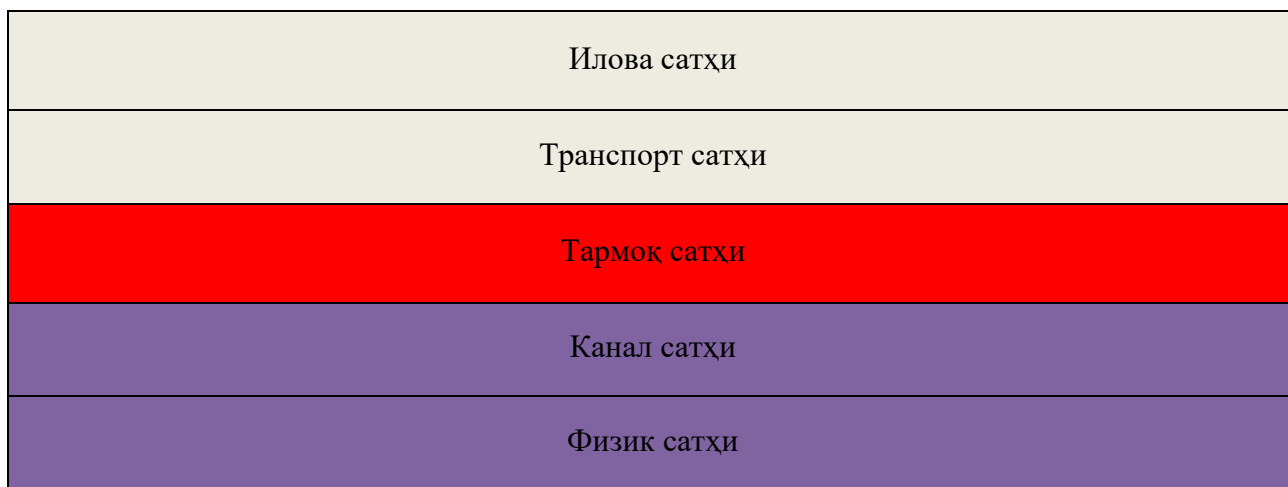 Илова сатҳи
Транспорт сатҳи
Тармоқ сатҳи
Канал сатҳи
Физик сатҳи